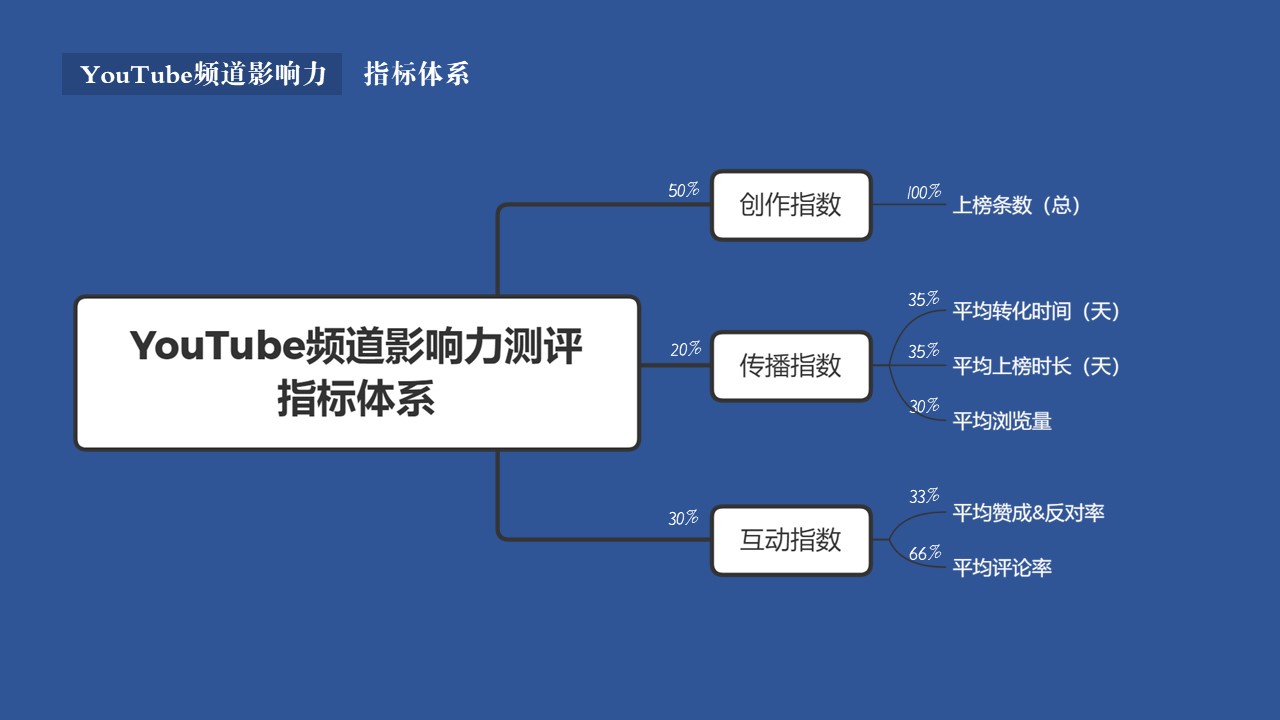 YouTube频道影响力 指标体系
50%
创作指数
100%
上榜条数（总）
YouTube频道影响力测评
指标体系
20%
传播指数
35%
平均转化时间（天）
35%
平均上榜时长（天）
30%
平均浏览量
30%
互动指数
33%
平均赞成&反对率
66%
平均评论率